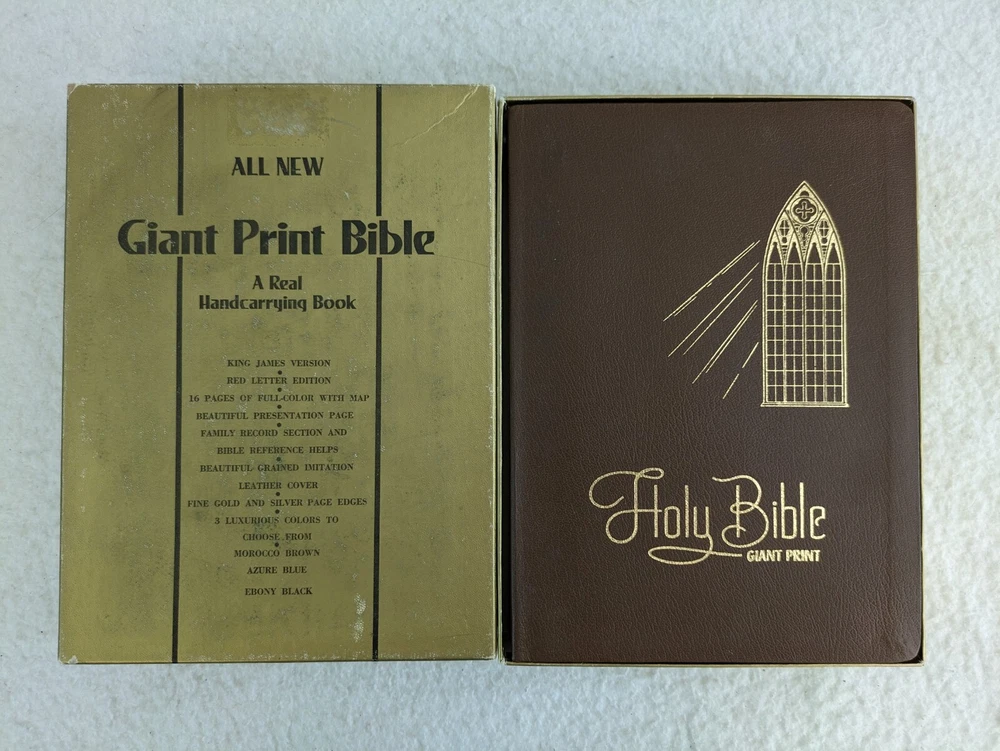 ALL NEW
Giant Print Bible
A Real
Handcarrying Book
KING JAMES VERSION
•
RED LETTER EDITION
•
16 PAGES OF FULL-COLOR WITH MAP
•
BEAUTIFUL PRESENTATION PAGE
•
FAMILY RECORD SECTION AND
BIBLE REFERENCE HELPS
•
BEAUTIFUL GRAINED IMITATION
LEATHER COVER
•
FINE GOLD AND SILVER PAGE EDGES
•
3 LUXURIOUS COLORS TO
CHOOSE FROM
•
MOROCCO BROWN
AZURE BLUE
EBONY BLACK
Holy Bible
GIANT PRINT